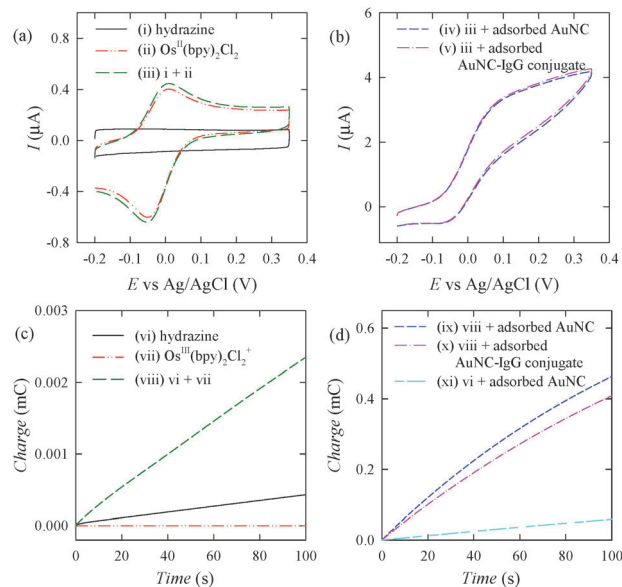 (a)
(i) hydrazine
(ii) Os^II(bpy)₂Cl₂
(iii) i + ii
0.8
0.4
0.0
-0.4
-0.8
I (µA)
-0.2 -0.1 0.0 0.1 0.2 0.3 0.4
E vs Ag/AgCl (V)
(b)
(iv) iii + adsorbed AuNC
(v) iii + adsorbed
AuNC-IgG conjugate
6
4
2
0
I (µA)
-0.2 -0.1 0.0 0.1 0.2 0.3 0.4
E vs Ag/AgCl (V)
(c)
(vi) hydrazine
(vii) Os^III(bpy)₂Cl₂⁺
(viii) vi + vii
0.003
0.002
0.001
0.000
Charge (mC)
0 20 40 60 80 100
Time (s)
(d)
(ix) viii + adsorbed AuNC
(x) viii + adsorbed
AuNC-IgG conjugate
(xi) vi + adsorbed AuNC
0.6
0.4
0.2
0.0
Charge (mC)
0 20 40 60 80 100
Time (s)